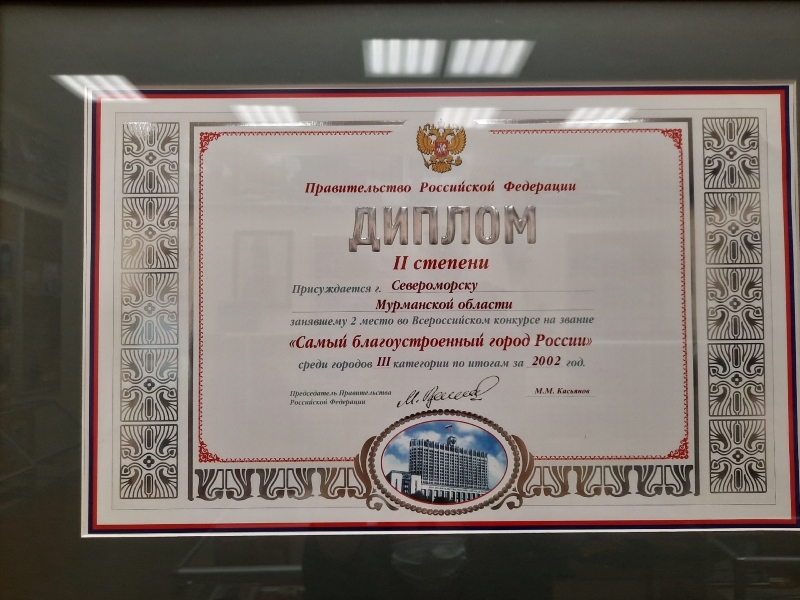 Правительство Российской Федерации
ДИПЛОМ
II степени
Присуждается г. Североморску
Мурманской области
занявшему 2 место во Всероссийском конкурсе на звание
«Самый благоустроенный город России»
среди городов III категории по итогам за 2002 год.
Председатель Правительства
Российской Федерации
М.М. Касьянов